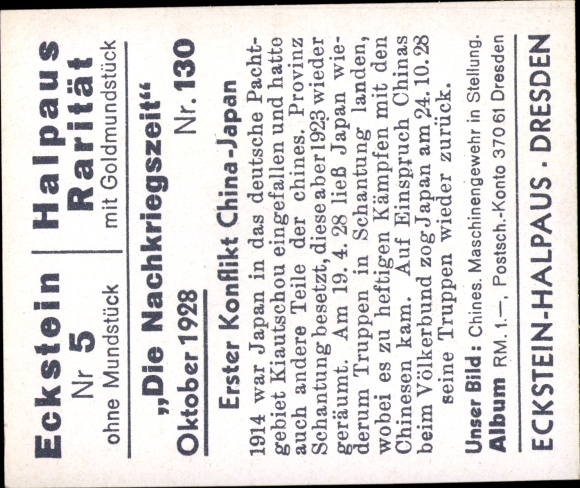 Eckstein
Nr 5
ohne Mundstück
Halpaus
Rarität
mit Goldmundstück
„Die Nachkriegszeit“
Oktober 1928 Nr. 130
Erster Konflikt China-Japan
1914 war Japan in das deutsche Pacht-
gebiet Kiautschou eingefallen und hatte
auch andere Teile der chines. Provinz
Schantung besetzt, diese aber 1923 wieder
geräumt. Am 19. 4. 28 ließ Japan wie-
derum Truppen in Schantung landen,
wobei es zu heftigen Kämpfen mit den
Chinesen kam. Auf Einspruch Chinas
beim Völkerbund zog Japan am 24. 10. 28
seine Truppen wieder zurück.
Unser Bild: Chines. Maschinengewehr in Stellung.
Album RM. 1.—, Postsch.-Konto 370 61 Dresden
ECKSTEIN-HALPAUS · DRESDEN